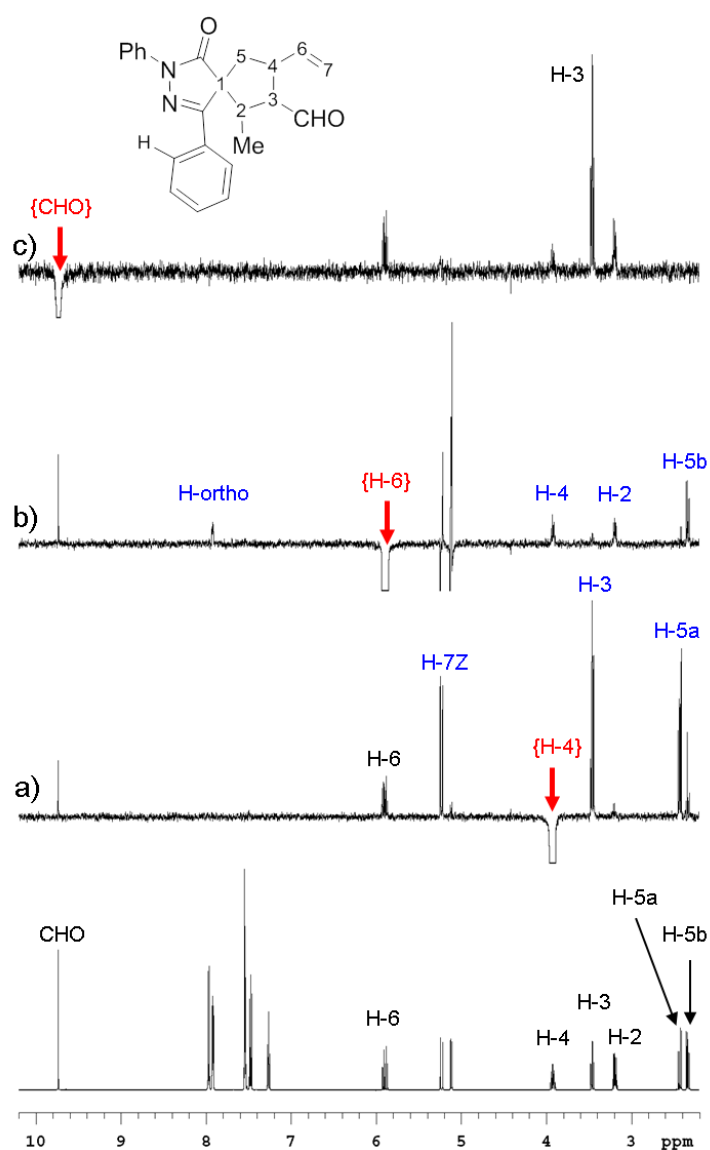 O
Ph
N
N
1
5
4
6
7
2
3
CHO
Me
H
H-3
{CHO}
c)
H-ortho
{H-6}
H-4
H-2
H-5b
b)
H-3
H-5a
H-7Z
H-6
{H-4}
a)
H-5a
H-5b
CHO
H-6
H-3
H-4
H-2
10 9 8 7 6 5 4 3 ppm